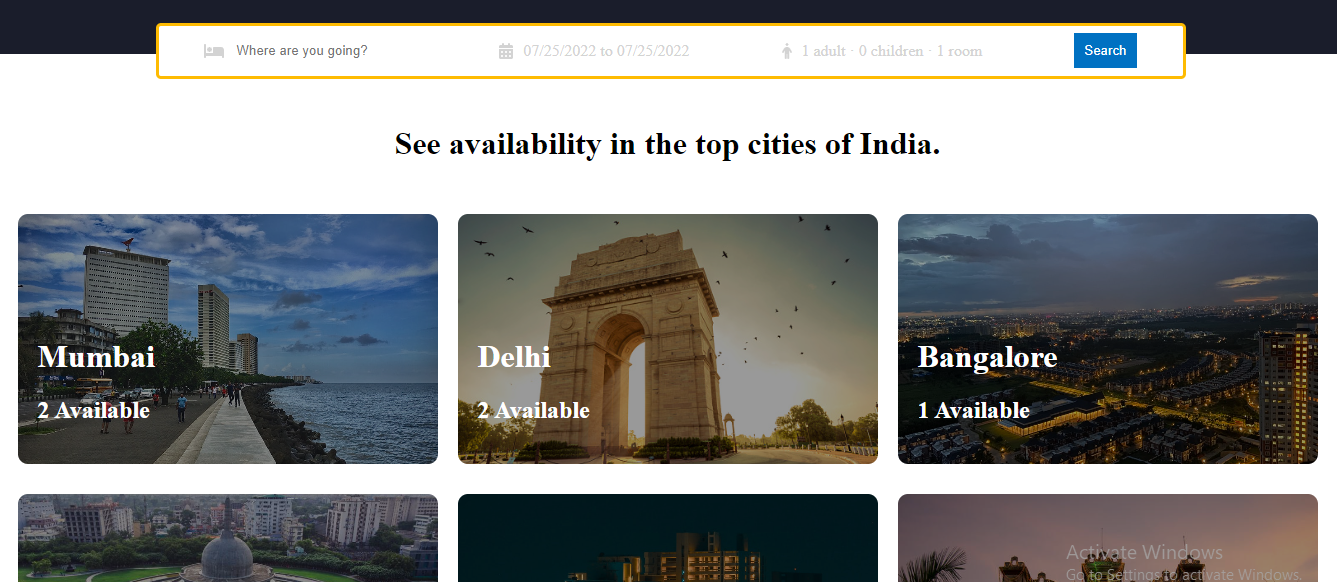 Where are you going?
07/25/2022 to 07/25/2022
1 adult · 0 children · 1 room
Search
See availability in the top cities of India.
Mumbai
2 Available
Delhi
2 Available
Bangalore
1 Available
Activate Windows
Go to Settings to activate Windows.